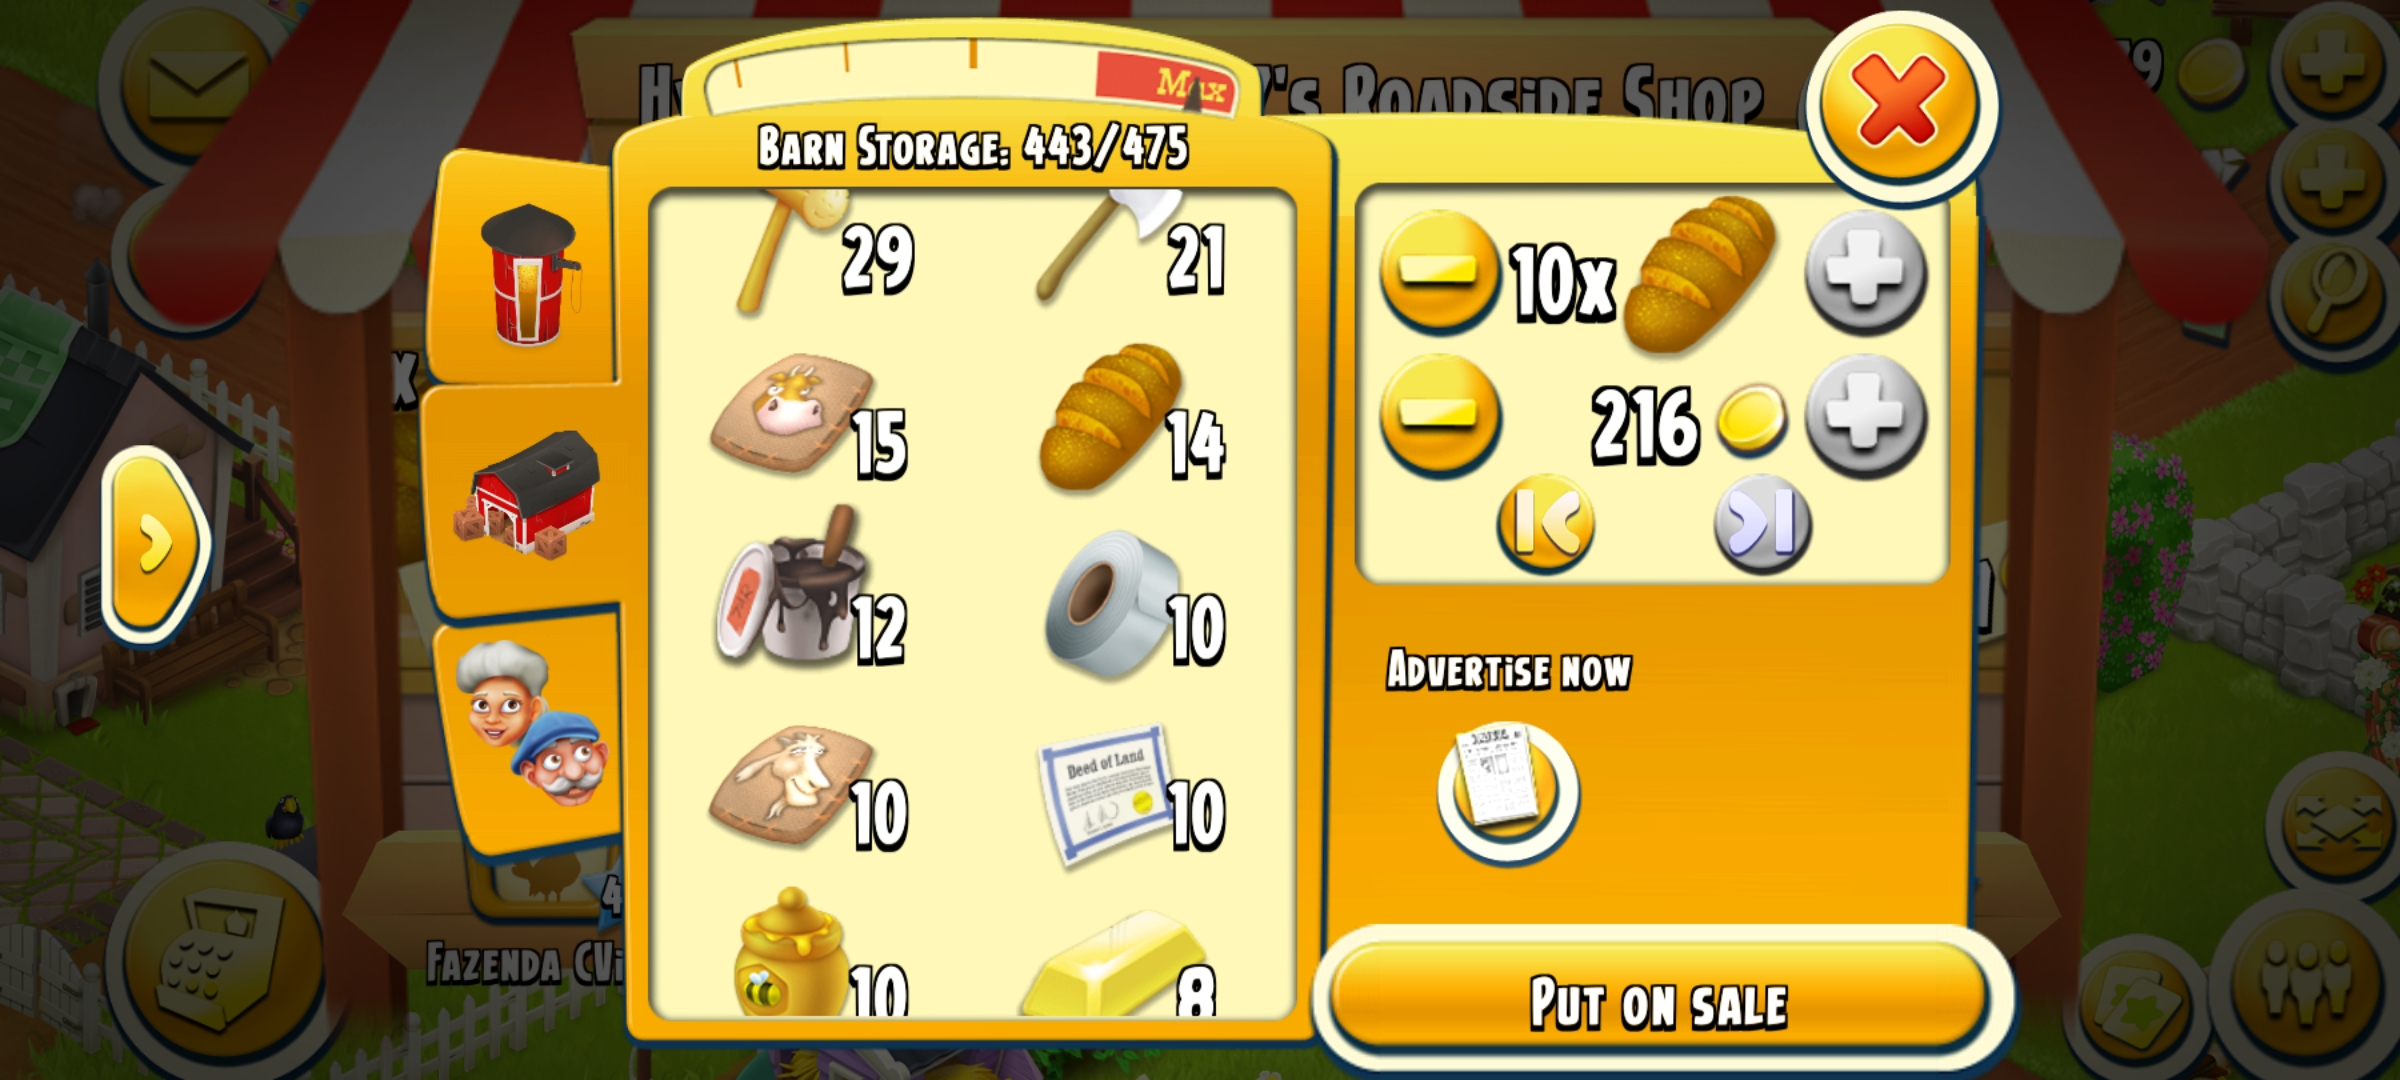 's Roadside Shop
Max
Barn Storage: 443/475
29
21
10x
15
14
216
12
10
Advertise now
10
Deed of Land
10
10
8
Fazenda
Put on sale